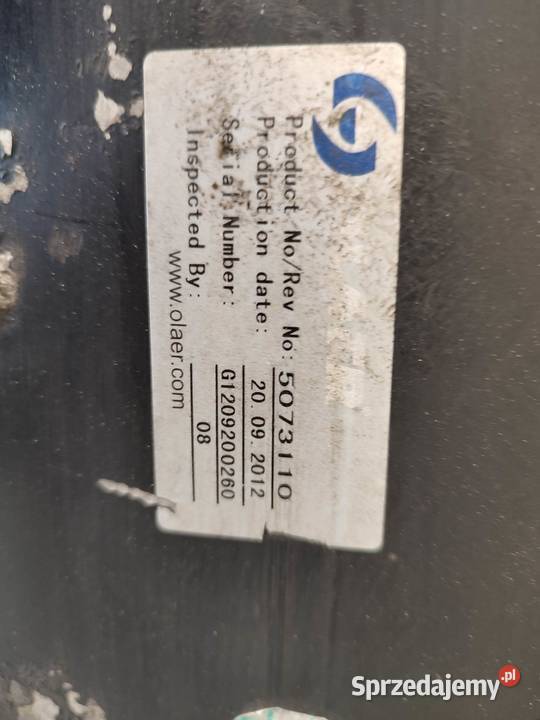 Product No/Rev No: 5073110
Production date: 20.09.2012
Serial Number: G1209200260
Inspected By: 08
www.olaer.com
Sprzedajemy.pl